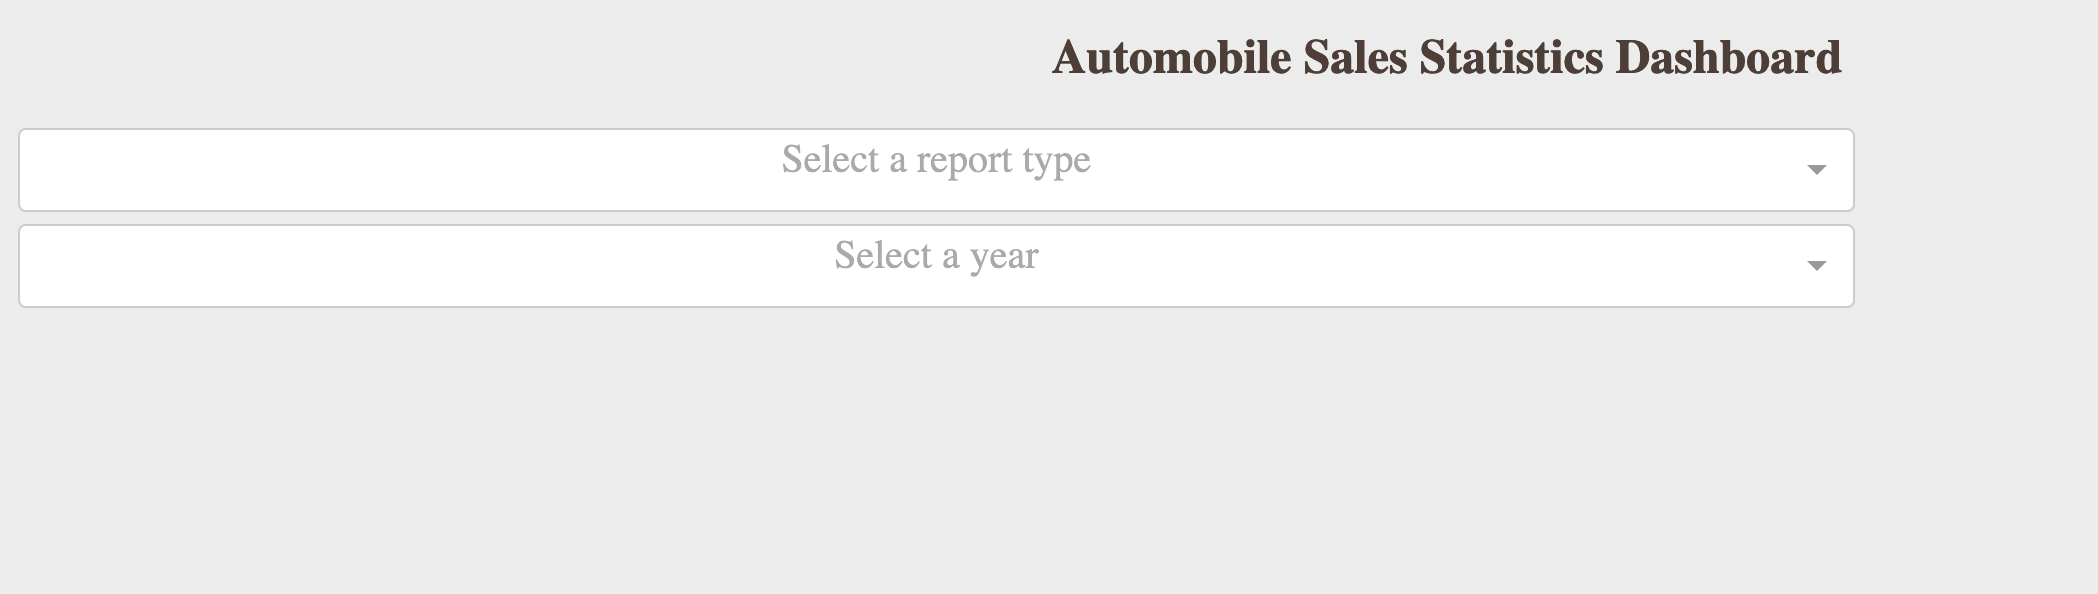 Automobile Sales Statistics Dashboard
Select a report type
Select a year